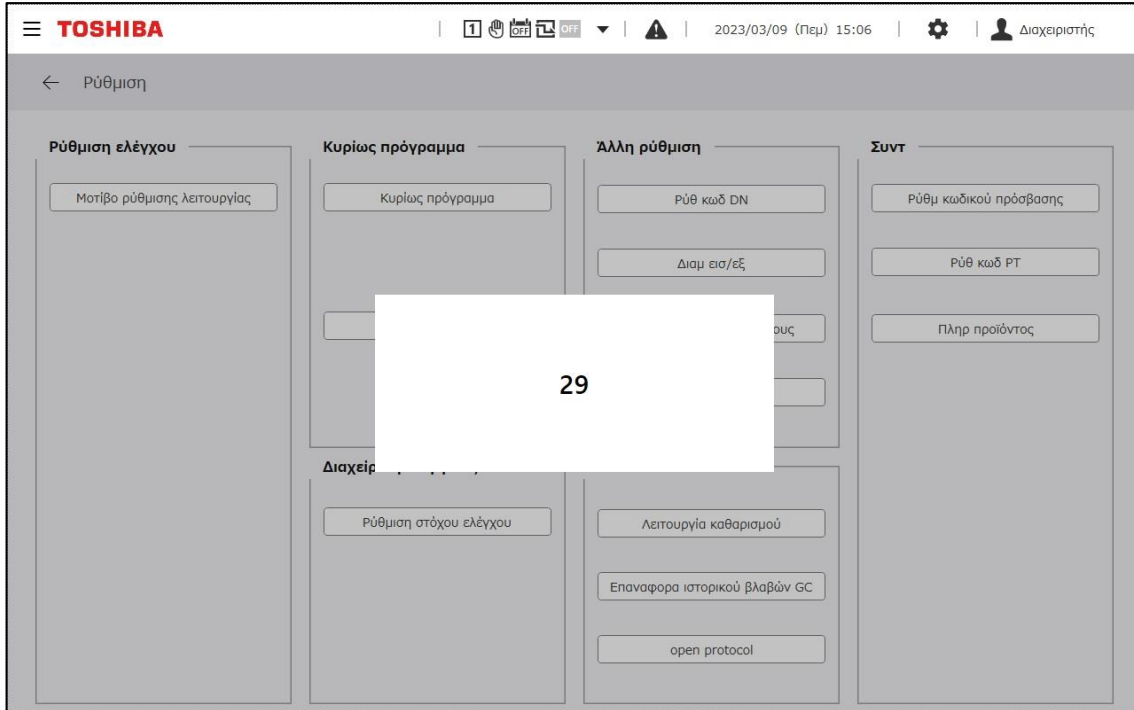 TOSHIBA
1 OFF OFF 2023/03/09 (Πεμ) 15:06 Διαχειριστής
Ρύθμιση
Ρύθμιση ελέγχου
Μοτίβο ρύθμισης λειτουργίας
Κυρίως πρόγραμμα
Κυρίως πρόγραμμα
Άλλη ρύθμιση
Ρύθ κωδ DN
Διαμ εισ/εξ
Συντ
Ρύθμ κωδικού πρόσβασης
Ρύθ κωδ PT
Πληρ προϊόντος
29
Ρύθμιση στόχου ελέγχου
Λειτουργία καθαρισμού
Επαναφορα ιστορικού βλαβών GC
open protocol